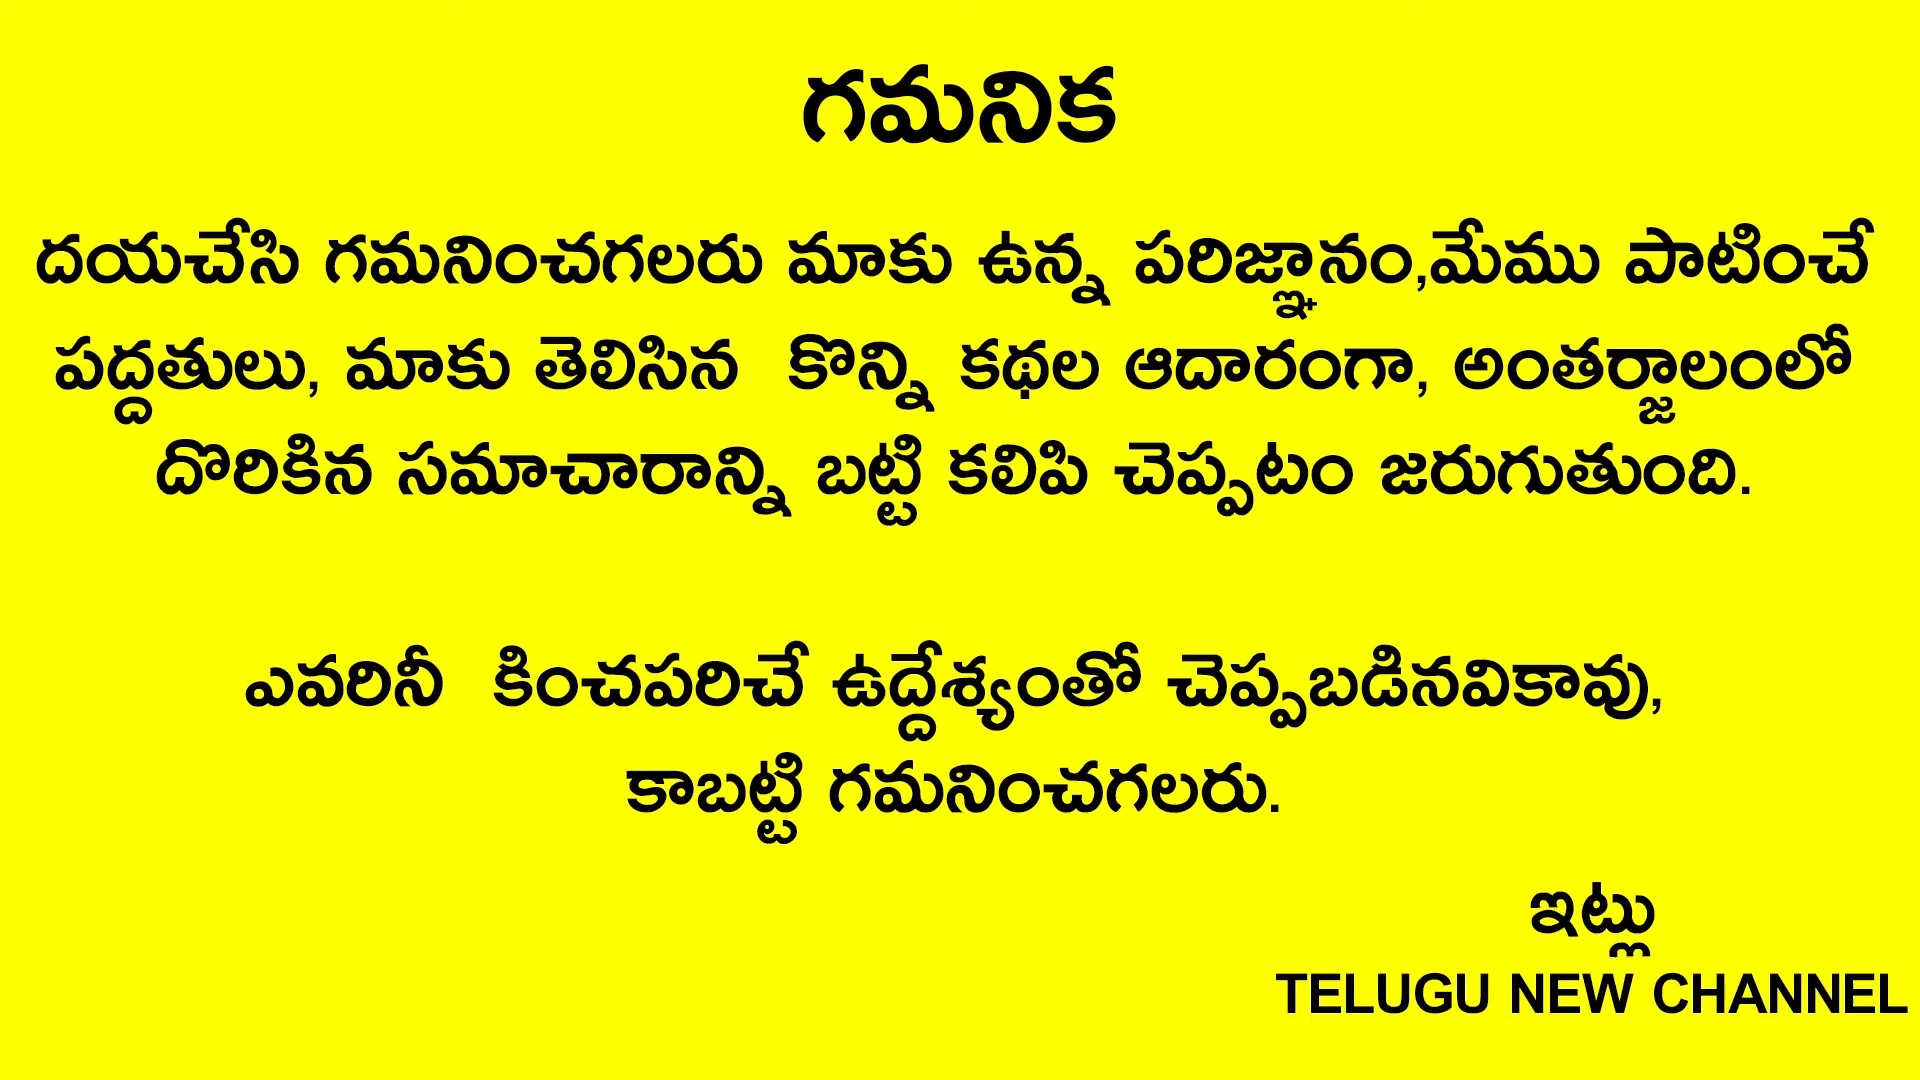 గమనిక
దయచేసి గమనించగలరు మాకు ఉన్న పరిజ్ఞానం,మేము పాటించే
పద్దతులు, మాకు తెలిసిన కొన్ని కథల ఆదారంగా, అంతర్జాలంలో
దొరికిన సమాచారాన్ని బట్టి కలిపి చెప్పటం జరుగుతుంది.
ఎవరినీ కించపరిచే ఉద్దేశ్యంతో చెప్పబడినవికావు,
కాబట్టి గమనించగలరు.
ఇట్లు
TELUGU NEW CHANNEL